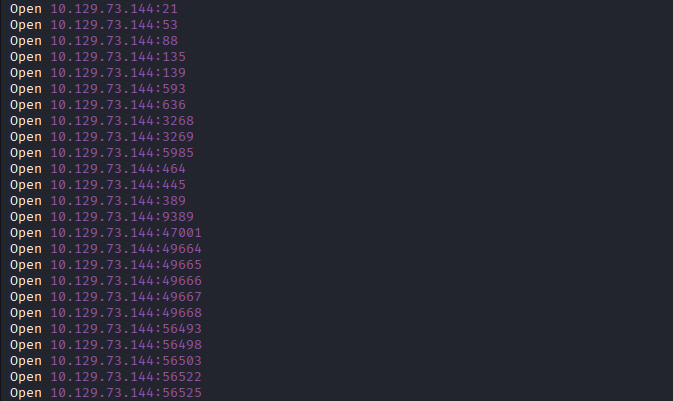 Open 10.129.73.144:21
Open 10.129.73.144:53
Open 10.129.73.144:88
Open 10.129.73.144:135
Open 10.129.73.144:139
Open 10.129.73.144:593
Open 10.129.73.144:636
Open 10.129.73.144:3268
Open 10.129.73.144:3269
Open 10.129.73.144:5985
Open 10.129.73.144:464
Open 10.129.73.144:445
Open 10.129.73.144:389
Open 10.129.73.144:9389
Open 10.129.73.144:47001
Open 10.129.73.144:49664
Open 10.129.73.144:49665
Open 10.129.73.144:49666
Open 10.129.73.144:49667
Open 10.129.73.144:49668
Open 10.129.73.144:56493
Open 10.129.73.144:56498
Open 10.129.73.144:56503
Open 10.129.73.144:56522
Open 10.129.73.144:56525